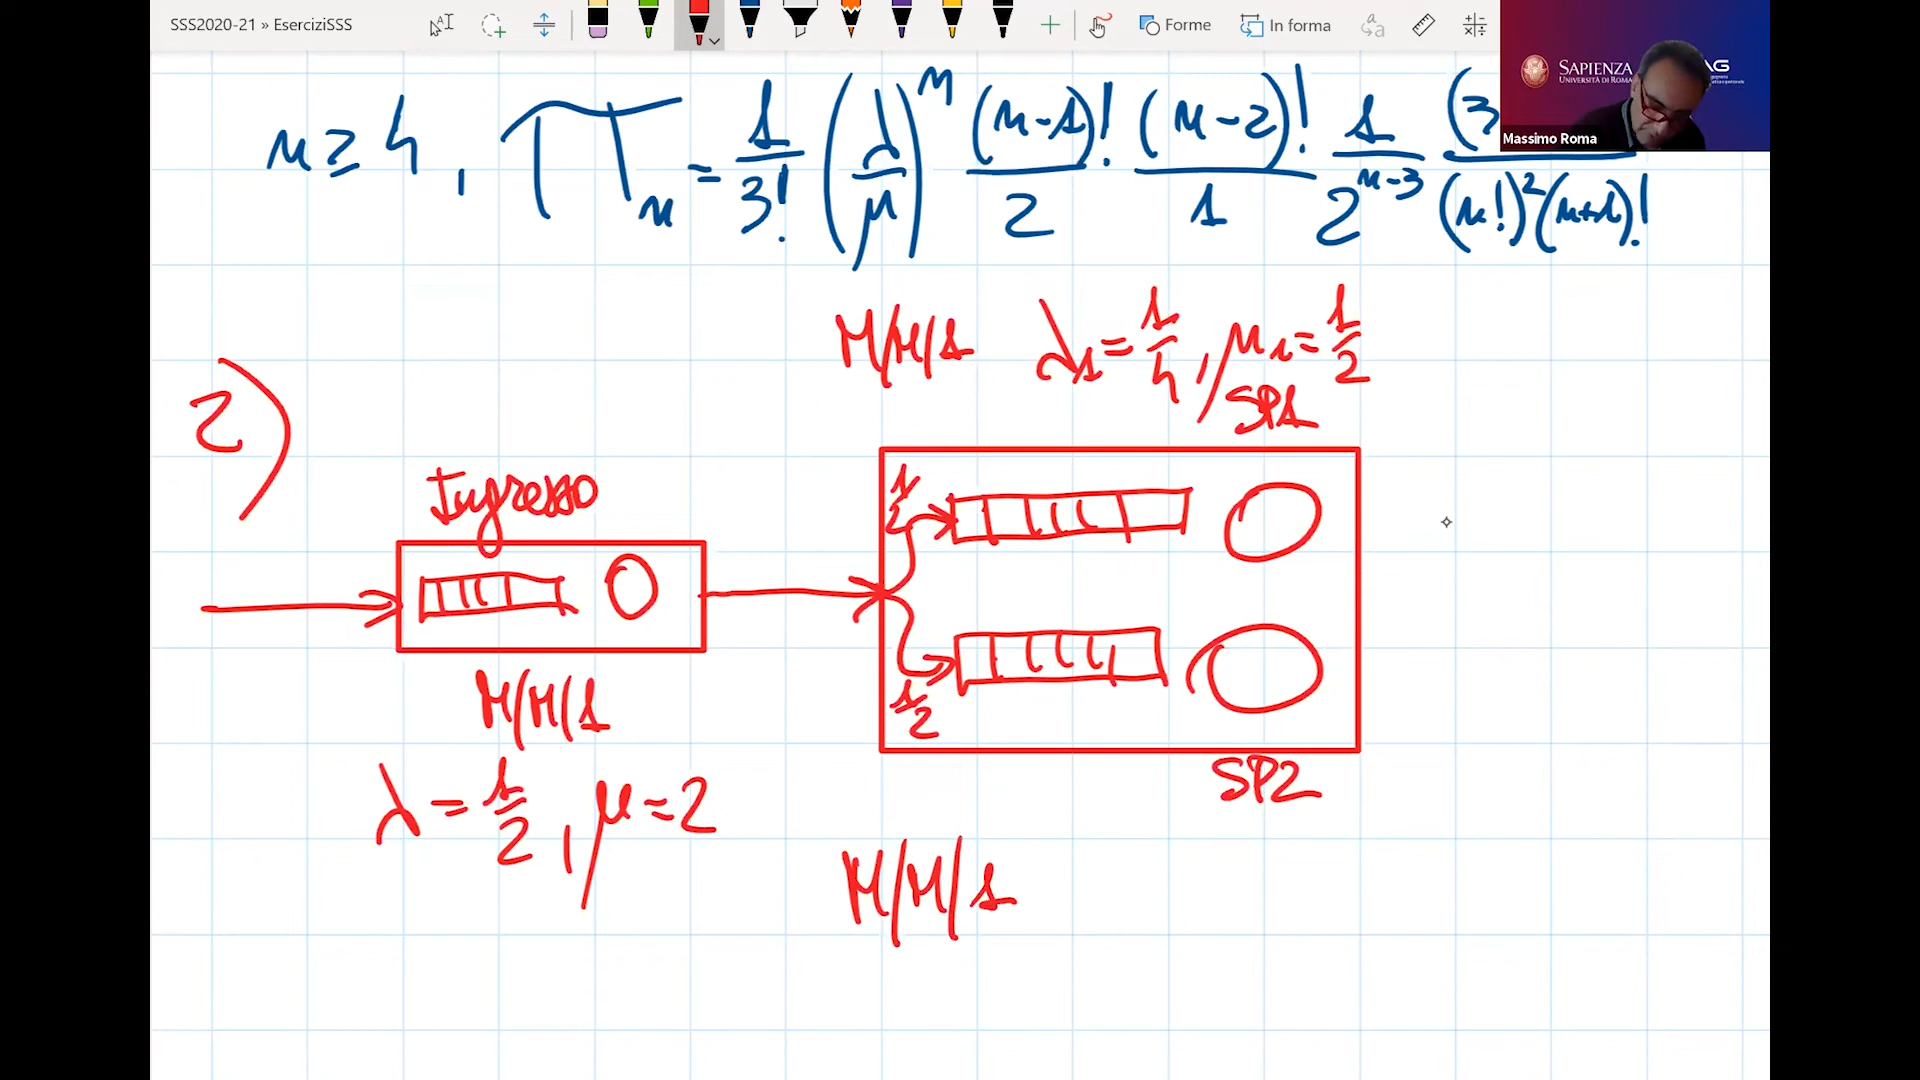 SSS2020-21 » EserciziSSS
Forme
In forma
SAPIENZA
UNIVERSITÀ DI ROMA
AG
Massimo Roma
n ≥ 4, Π_n = 1/3! (λ/μ)^n (n-1)!/2 (n-2)!/1 1/2^(n-3) (3 /(n!)^2(n+1)!
M/M/1 λ1 = 1/4, μ1 = 1/2
SP1
2)
Ingresso
1/2
1/2
M/M/1
SP2
λ = 1/2, μ = 2
M/M/1